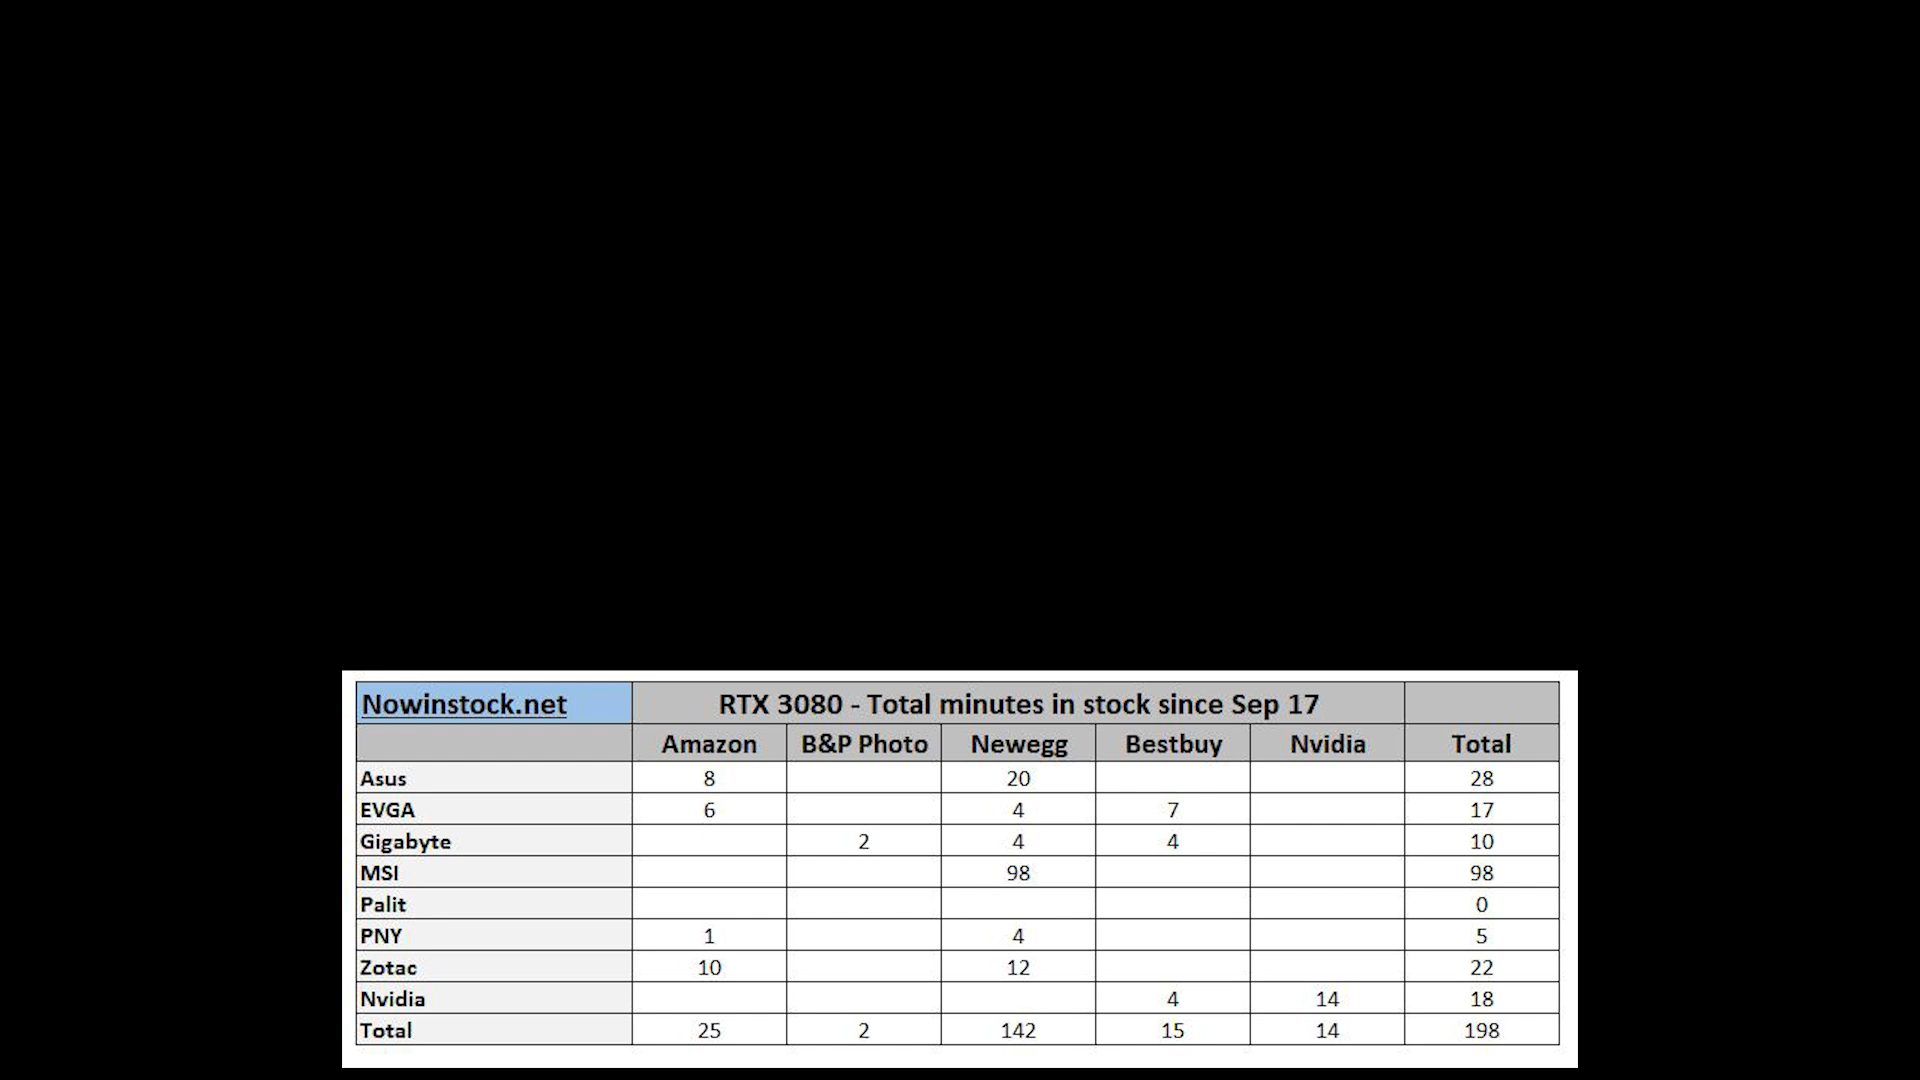 Nowinstock.net RTX 3080 - Total minutes in stock since Sep 17
Amazon B&P Photo Newegg Bestbuy Nvidia Total
Asus 8 20 28
EVGA 6 4 7 17
Gigabyte 2 4 4 10
MSI 98 98
Palit 0
PNY 1 4 5
Zotac 10 12 22
Nvidia 4 14 18
Total 25 2 142 15 14 198